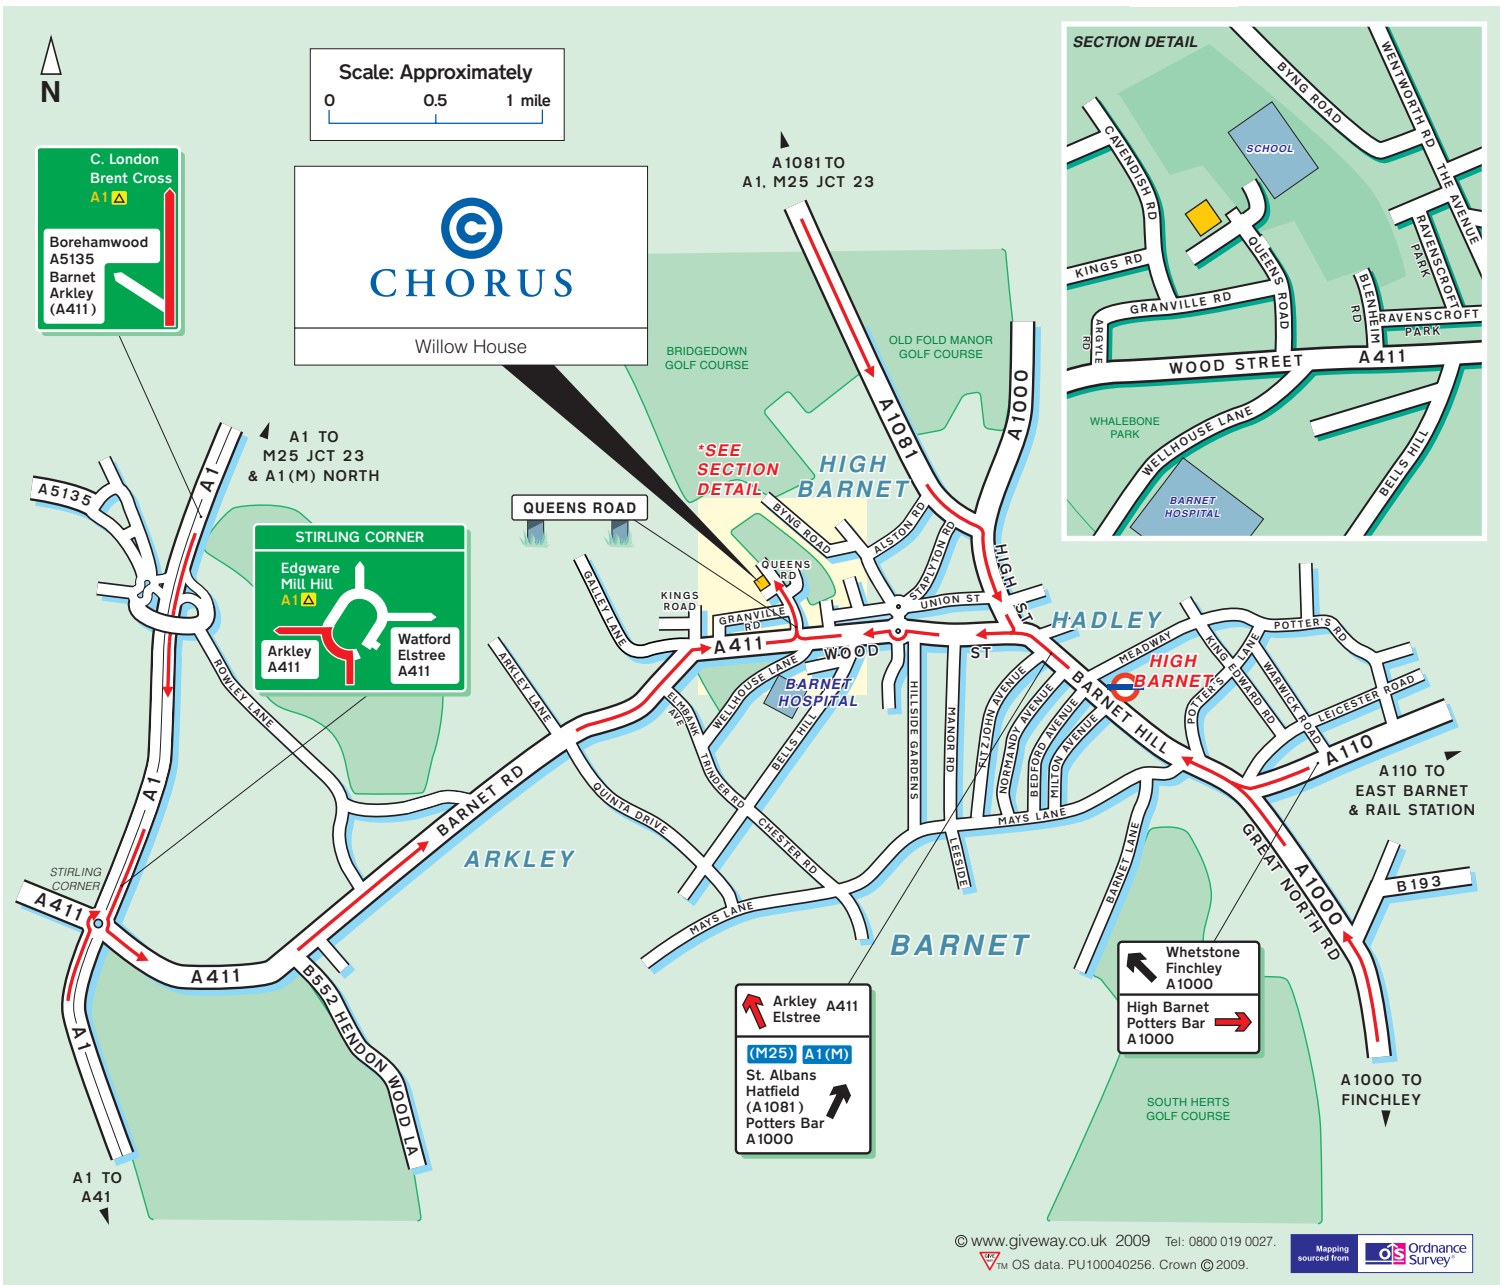 N
Scale: Approximately
0 0.5 1 mile
C. London
Brent Cross
A1
Borehamwood
A5135
Barnet
Arkley
(A411)
C
CHORUS
Willow House
A1081 TO
A1, M25 JCT 23
SECTION DETAIL
BYNG ROAD
WENTWORTH RD
THE AVENUE
CAVENDISH RD
SCHOOL
KINGS RD
GRANVILLE RD
QUEENS ROAD
ARGYLE
RD
BLENHEIM
RD
RAVENSCROFT
PARK
RAVENSCROFT
PARK
WOOD STREET
A411
WHALEBONE
PARK
WELLHOUSE LANE
BELLS HILL
BARNET
HOSPITAL
BRIDGEDOWN
GOLF COURSE
OLD FOLD MANOR
GOLF COURSE
A1081
A1000
A1 TO
M25 JCT 23
& A1(M) NORTH
A1
A5135
*SEE
SECTION
DETAIL
HIGH
BARNET
QUEENS ROAD
STIRLING CORNER
Edgware
Mill Hill
A1
Arkley
A411
Watford
Elstree
A411
BYNG ROAD
ALSTON RD
STAPLYTON RD
HIGH ST
QUEENS
RD
GALLEY LANE
KINGS
ROAD
GRANVILLE
RD
UNION ST
A411
WOOD ST
HADLEY
MEADWAY
HIGH
BARNET
POTTER'S RD
POTTER'S LANE
KING EDWARD RD
WARWICK ROAD
LEICESTER ROAD
ARKLEY LANE
ROWLEY LANE
ELMBANK
AVE
WELLHOUSE LANE
BARNET
HOSPITAL
BELLS HILL
TRINDER RD
HILLSIDE GARDENS
MANOR RD
FITZJOHN AVENUE
NORMANDY AVENUE
BEDFORD AVENUE
MILTON AVENUE
BARNET HILL
A110
A110 TO
EAST BARNET
& RAIL STATION
A1
BARNET RD
QUINTA DRIVE
CHESTER RD
MAYS LANE
LEESIDE
BARNET LANE
GREAT NORTH RD
A1000
B193
ARKLEY
STIRLING
CORNER
A411
A411
MAYS LANE
BARNET
B552 HENDON WOOD LA
A1
Whetstone
Finchley
A1000
High Barnet
Potters Bar
A1000
Arkley
Elstree
A411
(M25) A1(M)
St. Albans
Hatfield
(A1081)
Potters Bar
A1000
A1000 TO
FINCHLEY
SOUTH HERTS
GOLF COURSE
A1 TO
A41
© www.giveway.co.uk 2009 Tel: 0800 019 0027.
TM OS data. PU100040256. Crown © 2009.
Mapping
sourced from
OS
Ordnance
Survey®